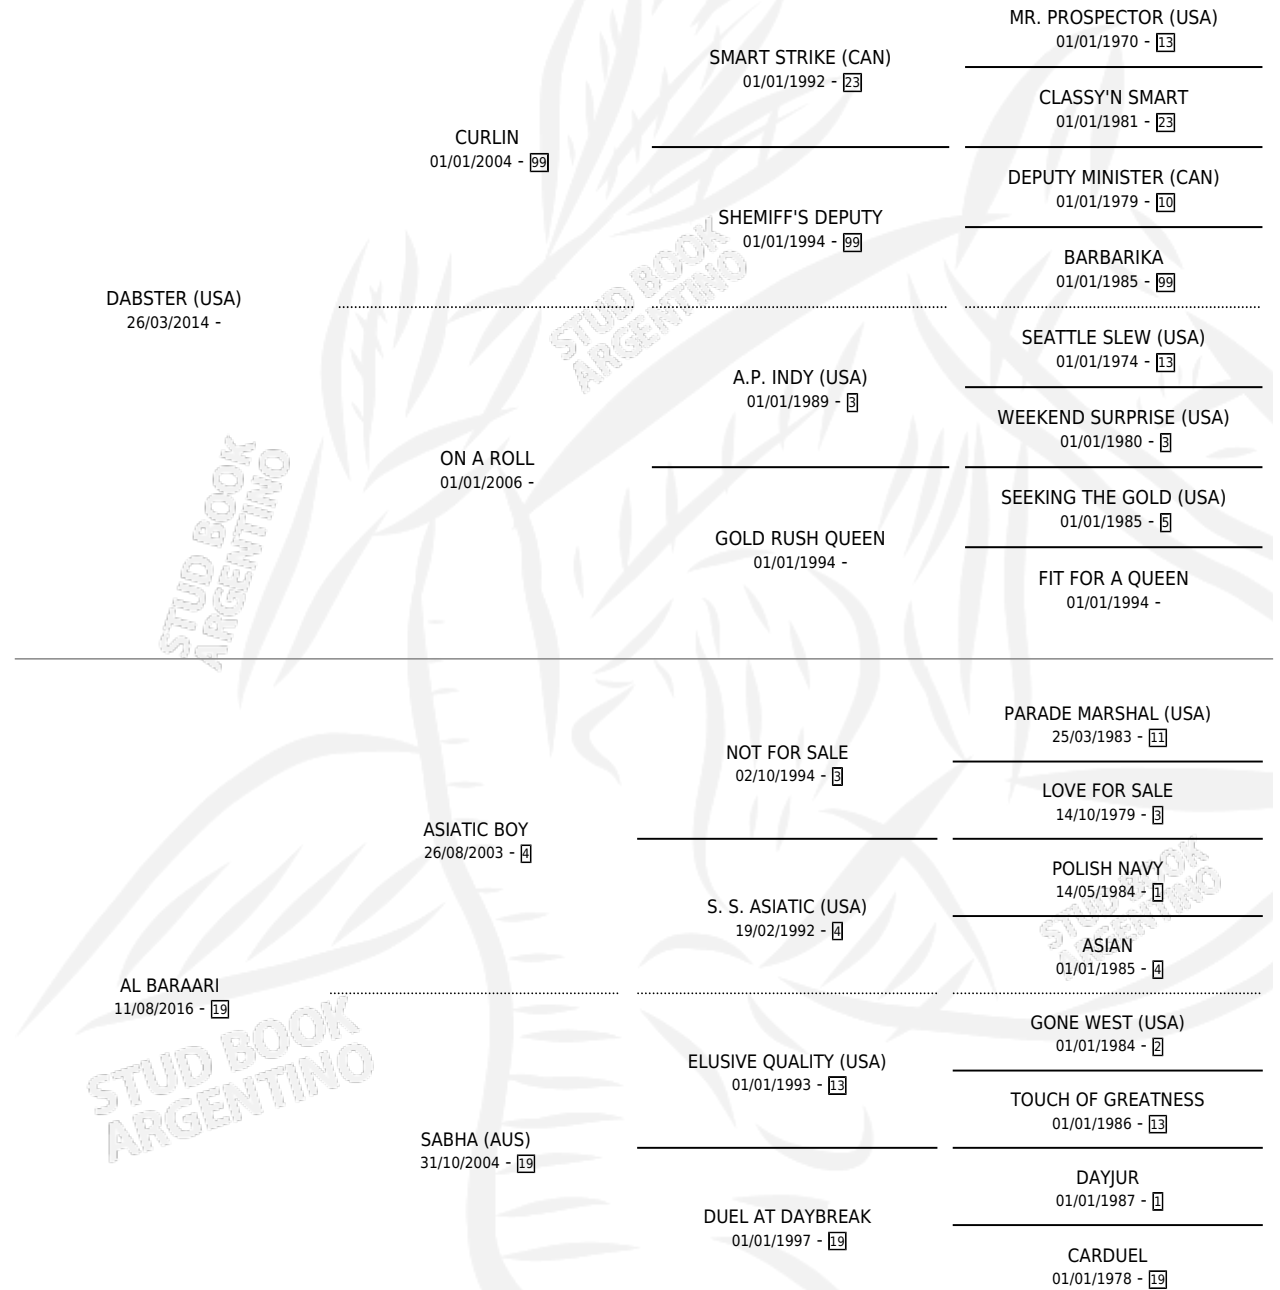 MR. PROSPECTOR (USA)
01/01/1970 - 13
SMART STRIKE (CAN)
01/01/1992 - 23
CLASSY'N SMART
01/01/1981 - 23
CURLIN
01/01/2004 - 99
DEPUTY MINISTER (CAN)
01/01/1979 - 10
SHEMIFF'S DEPUTY
01/01/1994 - 99
BARBARIKA
01/01/1985 - 99
DABSTER (USA)
26/03/2014 -
SEATTLE SLEW (USA)
01/01/1974 - 13
A.P. INDY (USA)
01/01/1989 - 3
WEEKEND SURPRISE (USA)
01/01/1980 - 3
ON A ROLL
01/01/2006 -
SEEKING THE GOLD (USA)
01/01/1985 - 5
GOLD RUSH QUEEN
01/01/1994 -
FIT FOR A QUEEN
01/01/1994 -
PARADE MARSHAL (USA)
25/03/1983 - 11
NOT FOR SALE
02/10/1994 - 3
LOVE FOR SALE
14/10/1979 - 3
ASIATIC BOY
26/08/2003 - 4
POLISH NAVY
14/05/1984 - 1
S. S. ASIATIC (USA)
19/02/1992 - 4
ASIAN
01/01/1985 - 4
AL BARAARI
11/08/2016 - 19
GONE WEST (USA)
01/01/1984 - 2
ELUSIVE QUALITY (USA)
01/01/1993 - 13
TOUCH OF GREATNESS
01/01/1986 - 13
SABHA (AUS)
31/10/2004 - 19
DAYJUR
01/01/1987 - 1
DUEL AT DAYBREAK
01/01/1997 - 19
CARDUEL
01/01/1978 - 19
STUD BOOK
ARGENTINO
STUD BOOK
ARGENTINO
STUD BOOK
ARGENTINO
STUD BOOK
ARGENTINO